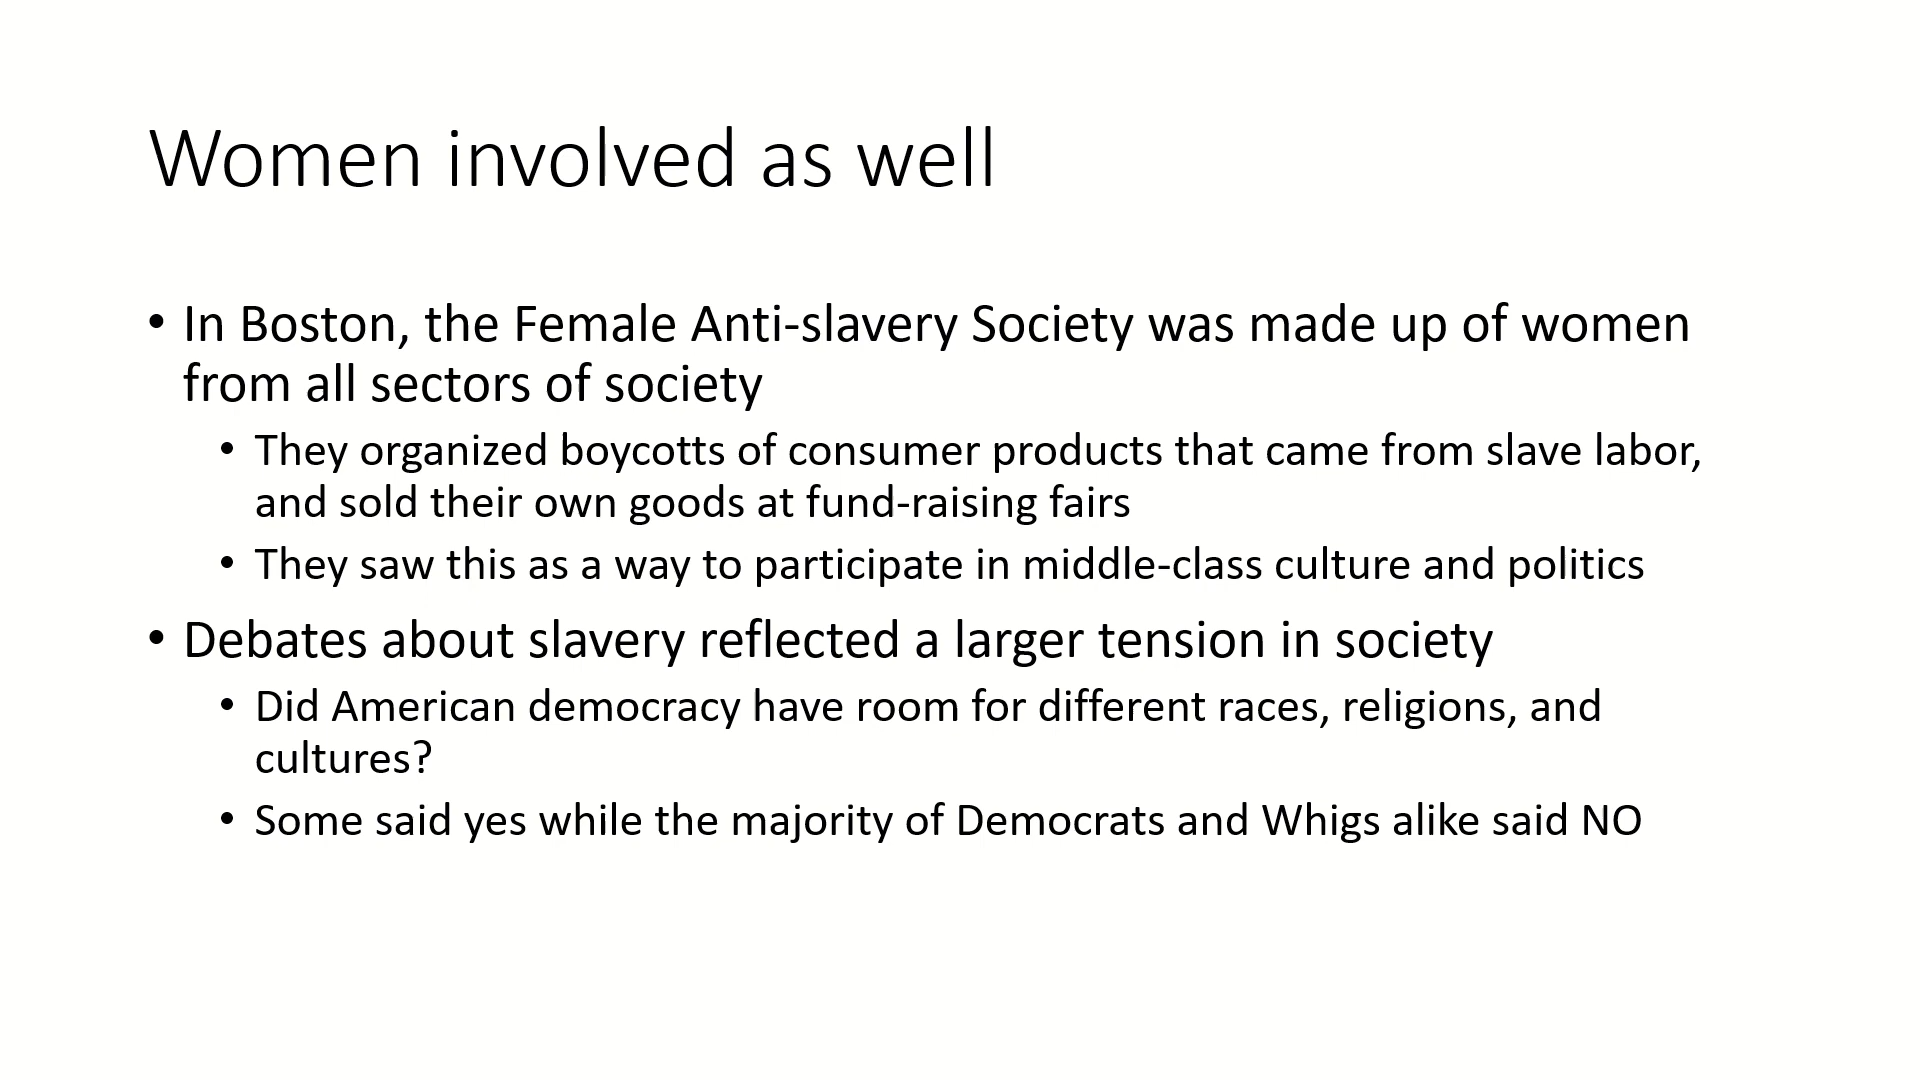 Women involved as well
• In Boston, the Female Anti-slavery Society was made up of women
from all sectors of society
• They organized boycotts of consumer products that came from slave labor,
and sold their own goods at fund-raising fairs
• They saw this as a way to participate in middle-class culture and politics
• Debates about slavery reflected a larger tension in society
• Did American democracy have room for different races, religions, and
cultures?
• Some said yes while the majority of Democrats and Whigs alike said NO